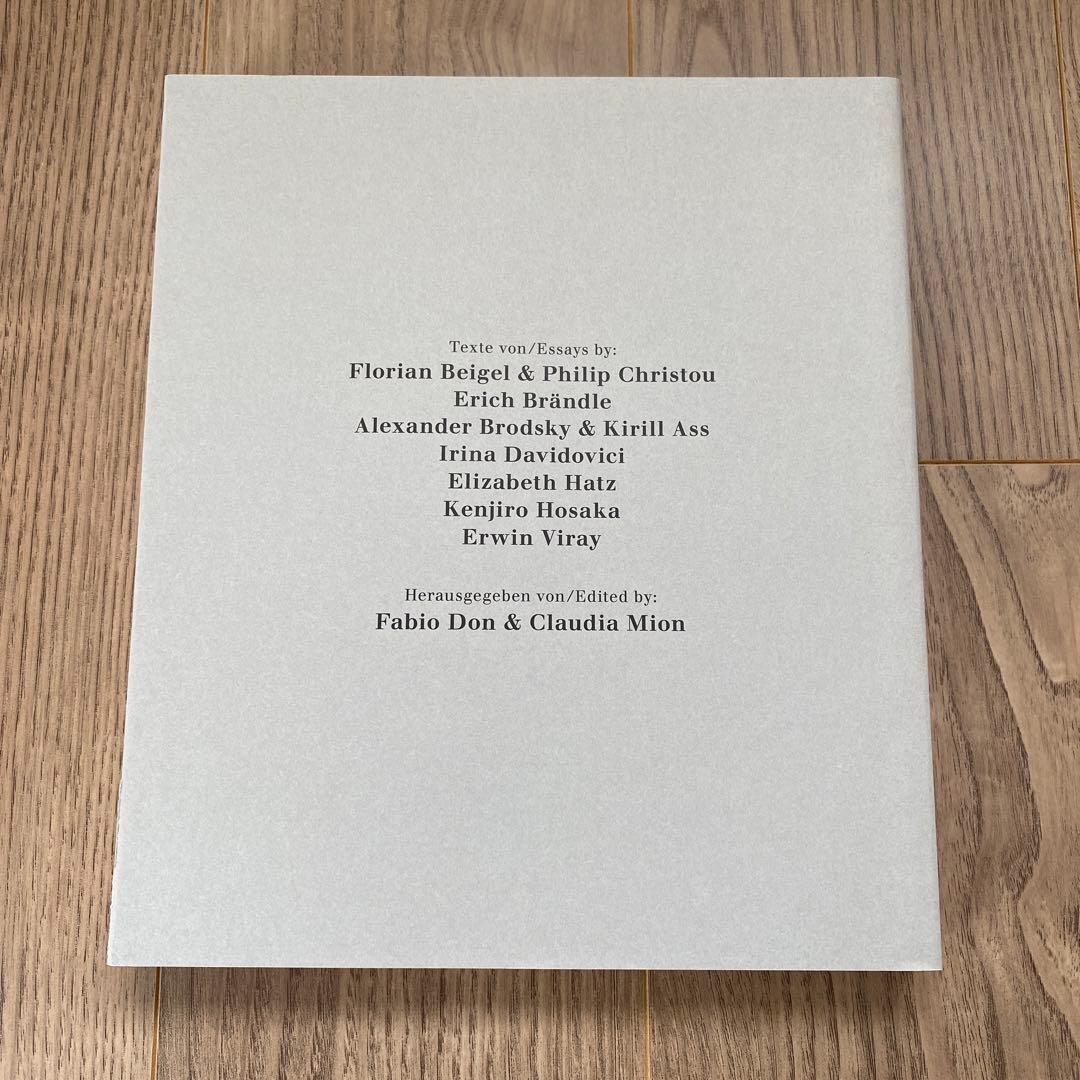 Texte von/Essays by:
Florian Beigel & Philip Christou
Erich Brändle
Alexander Brodsky & Kirill Ass
Irina Davidovici
Elizabeth Hatz
Kenjiro Hosaka
Erwin Viray
Herausgegeben von/Edited by:
Fabio Don & Claudia Mion